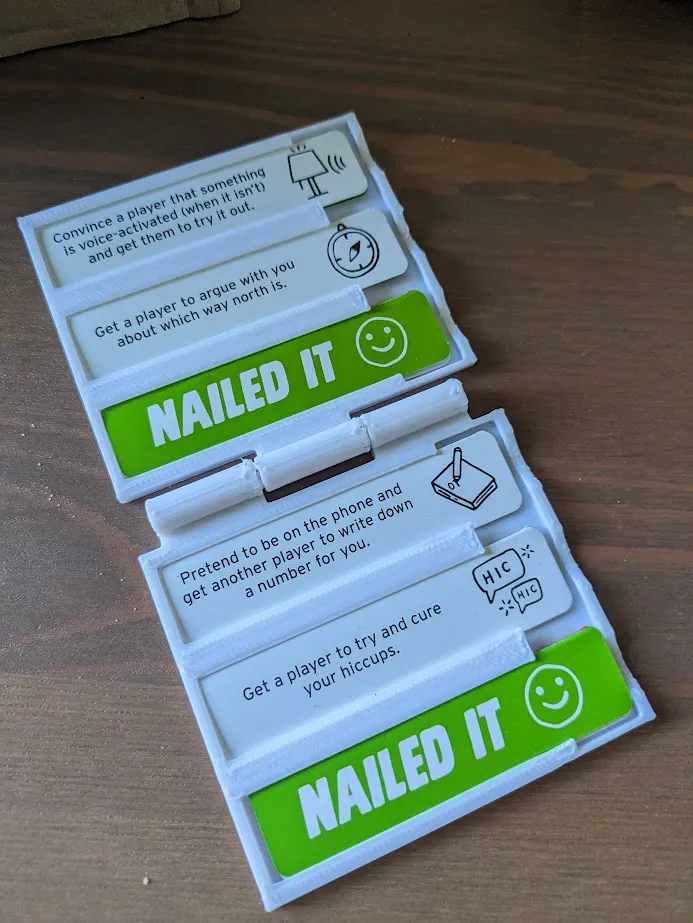 Convince a player that something
is voice-activated (when it isn't)
and get them to try it out.
Get a player to argue with you
about which way north is.
NAILED IT
Pretend to be on the phone and
get another player to write down
a number for you.
Get a player to try and cure
your hiccups.
HIC
HIC
NAILED IT